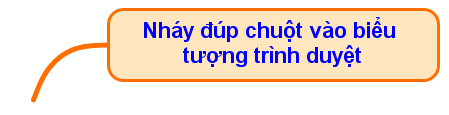 Nháy đúp chuột vào biểu
tượng trình duyệt